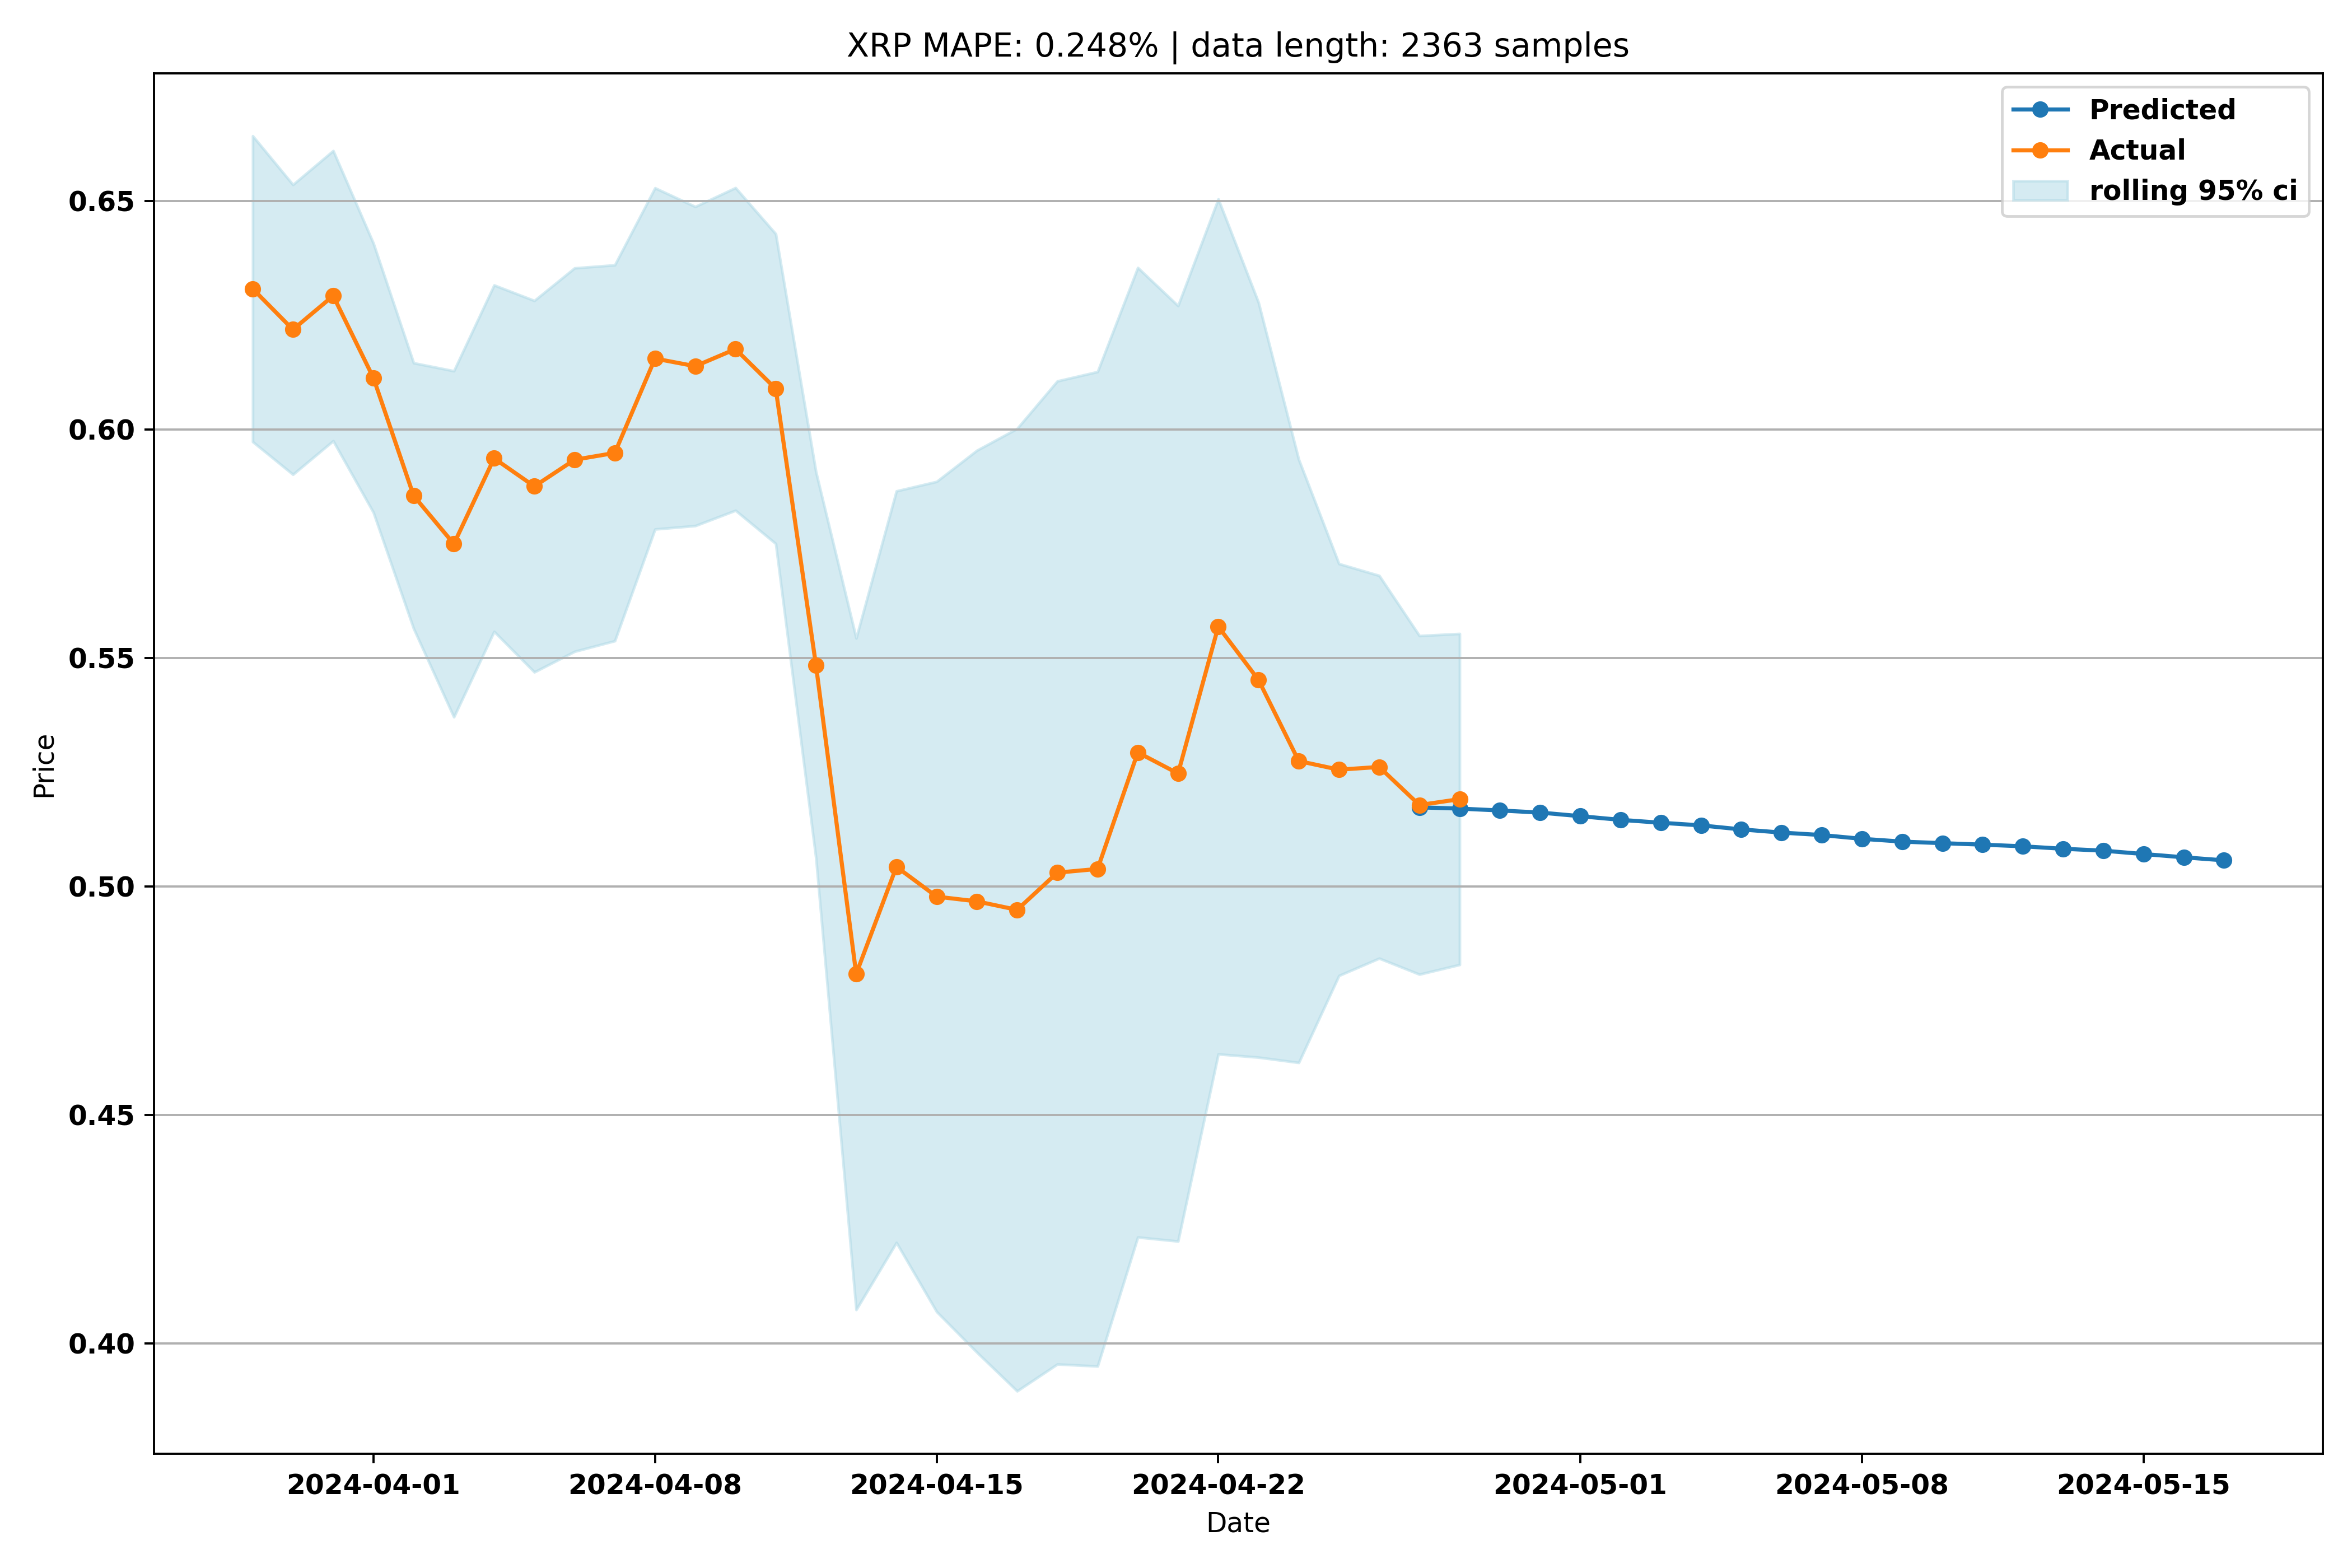 XRP MAPE: 0.248% | data length: 2363 samples
Predicted
Actual
rolling 95% ci
0.65
0.60
0.55
0.50
0.45
0.40
Price
2024-04-01 2024-04-08 2024-04-15 2024-04-22 2024-05-01 2024-05-08 2024-05-15
Date